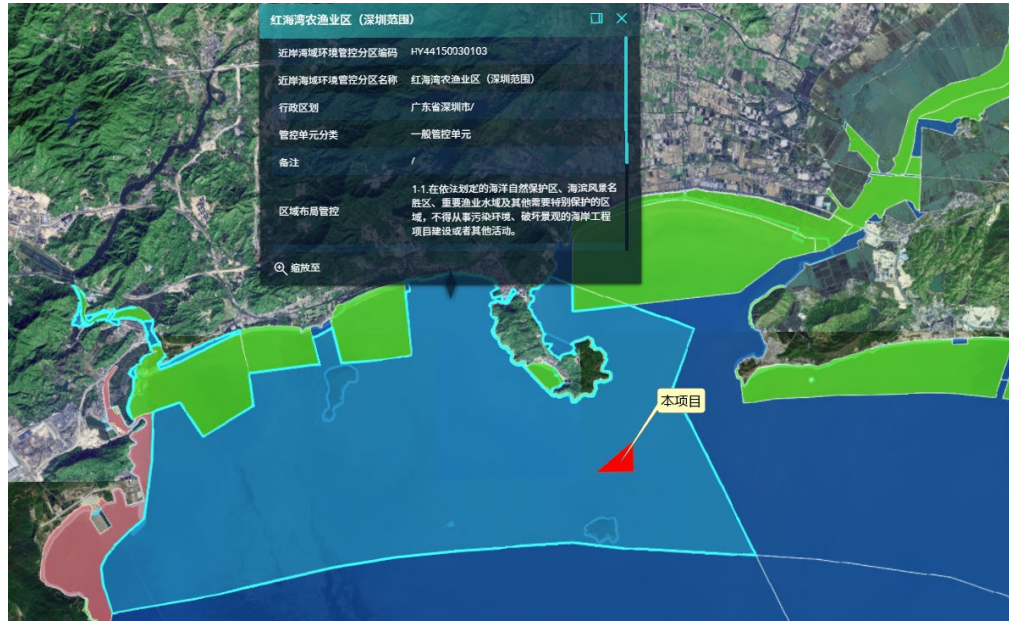 红海湾农渔业区（深圳范围）
近岸海域环境管控分区编码 HY44150030103
近岸海域环境管控分区名称 红海湾农渔业区（深圳范围）
行政区划 广东省深圳市/
管控单元分类 一般管控单元
备注 /
区域布局管控 1-1.在依法划定的海洋自然保护区、海滨风景名
胜区、重要渔业水域及其他需要特别保护的区
域，不得从事污染环境、破坏景观的海岸工程
项目建设或者其他活动。
缩放至
本项目